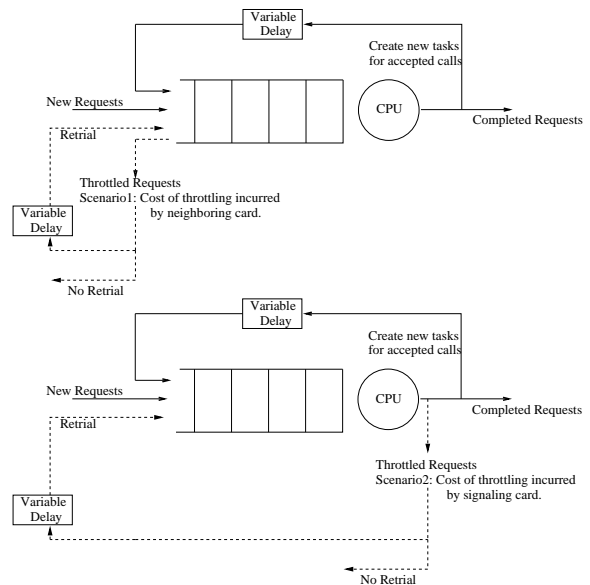 Variable
Delay
Create new tasks
for accepted calls
New Requests
CPU
Completed Requests
Retrial
Throttled Requests
Scenario1: Cost of throttling incurred
by neighboring card.
Variable
Delay
No Retrial
Variable
Delay
Create new tasks
for accepted calls
New Requests
CPU
Completed Requests
Retrial
Throttled Requests
Scenario2: Cost of throttling incurred
by signaling card.
Variable
Delay
No Retrial